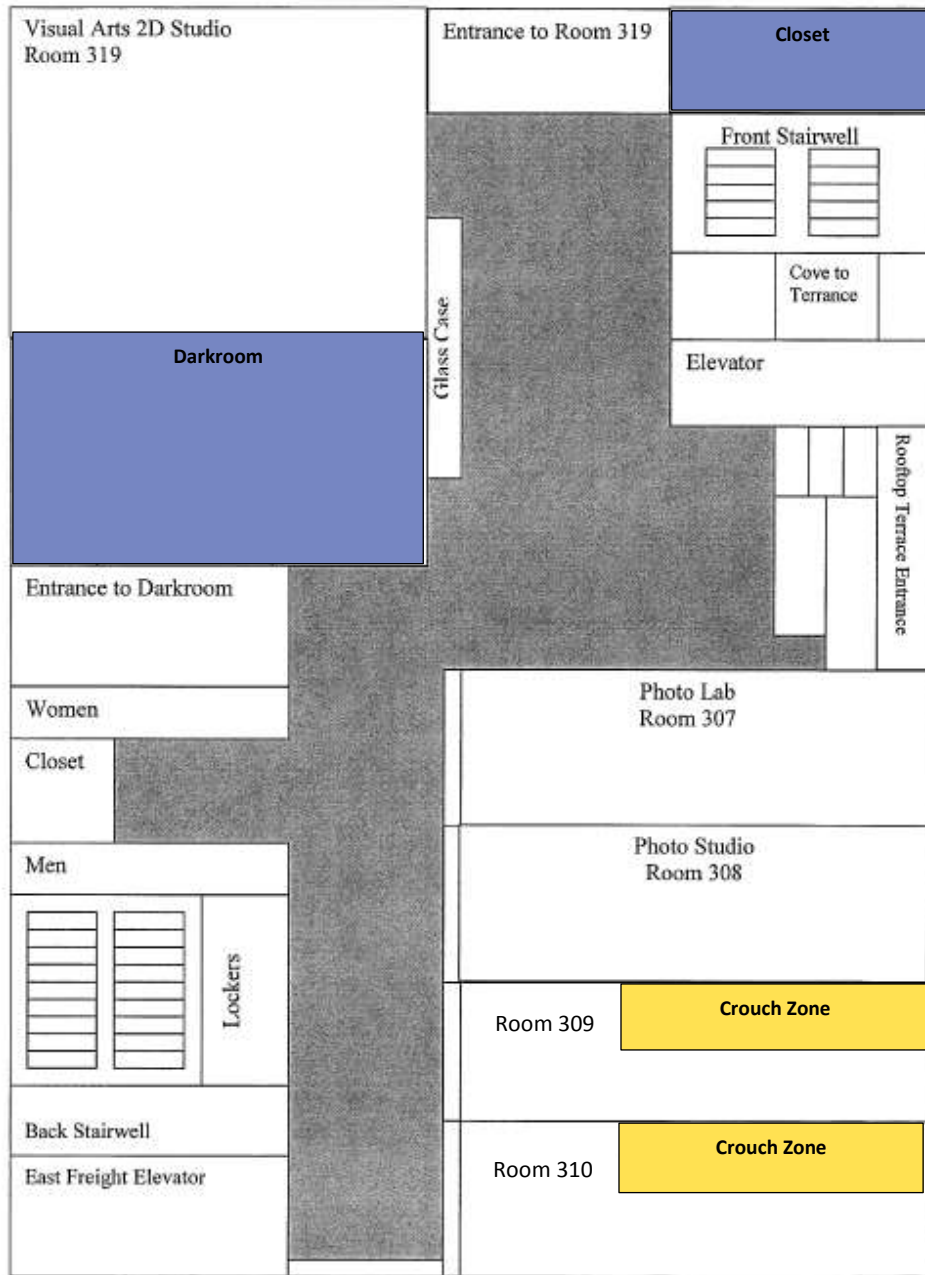 Visual Arts 2D Studio
Room 319
Entrance to Room 319
Closet
Front Stairwell
Cove to
Terrance
Glass Case
Darkroom
Elevator
Rooftop Terrace Entrance
Entrance to Darkroom
Women
Closet
Men
Lockers
Back Stairwell
East Freight Elevator
Photo Lab
Room 307
Photo Studio
Room 308
Room 309
Crouch Zone
Room 310
Crouch Zone